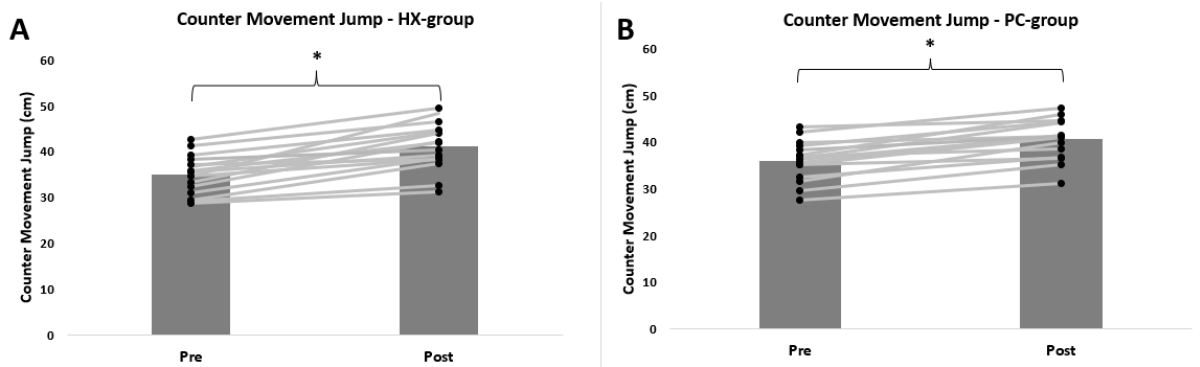 A
Counter Movement Jump - HX-group
Counter Movement Jump (cm)
60
50
40
30
20
10
0
*
Pre
Post
B
Counter Movement Jump - PC-group
Counter Movement Jump (cm)
60
50
40
30
20
10
0
*
Pre
Post